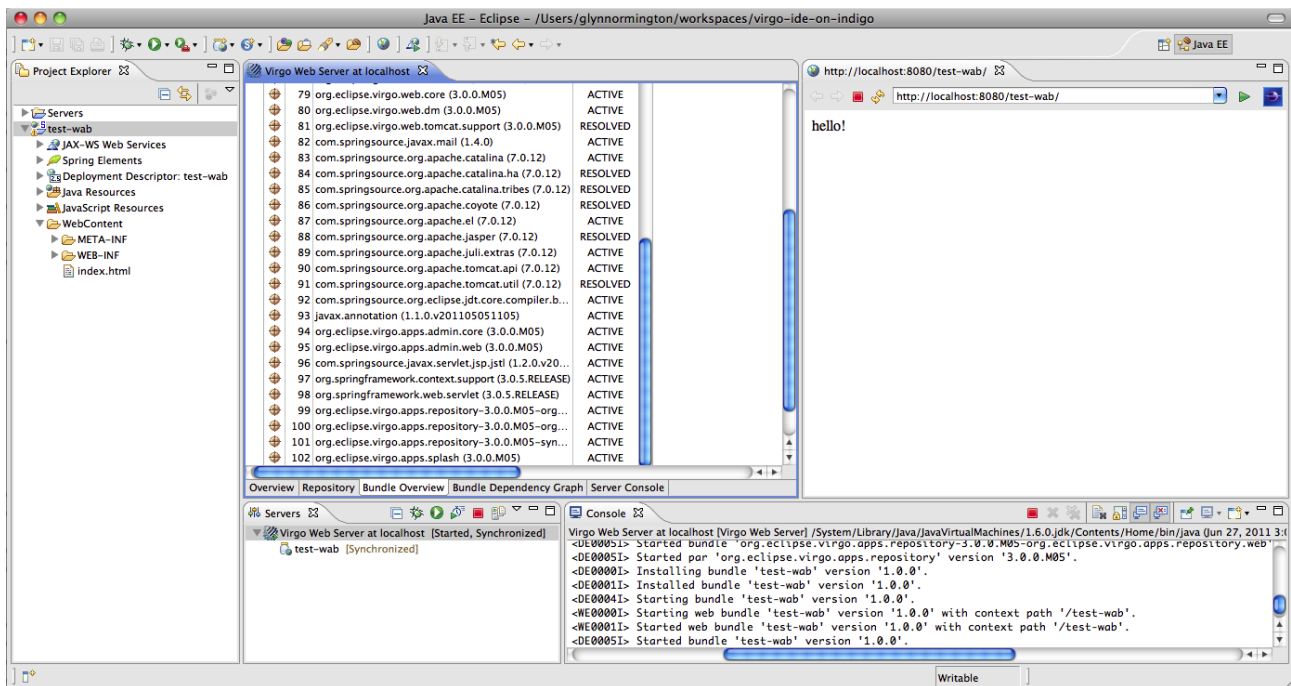 Java EE - Eclipse - /Users/glynnormington/workspaces/virgo-ide-on-indigo
Java EE
Project Explorer
Servers
test-wab
JAX-WS Web Services
Spring Elements
Deployment Descriptor: test-wab
Java Resources
JavaScript Resources
WebContent
META-INF
WEB-INF
index.html
Virgo Web Server at localhost
79 org.eclipse.virgo.web.core (3.0.0.M05) ACTIVE
80 org.eclipse.virgo.web.dm (3.0.0.M05) ACTIVE
81 org.eclipse.virgo.web.tomcat.support (3.0.0.M05) RESOLVED
82 com.springsource.javax.mail (1.4.0) ACTIVE
83 com.springsource.org.apache.catalina (7.0.12) ACTIVE
84 com.springsource.org.apache.catalina.ha (7.0.12) RESOLVED
85 com.springsource.org.apache.catalina.tribes (7.0.12) RESOLVED
86 com.springsource.org.apache.coyote (7.0.12) RESOLVED
87 com.springsource.org.apache.el (7.0.12) ACTIVE
88 com.springsource.org.apache.jasper (7.0.12) RESOLVED
89 com.springsource.org.apache.juli.extras (7.0.12) ACTIVE
90 com.springsource.org.apache.tomcat.api (7.0.12) ACTIVE
91 com.springsource.org.apache.tomcat.util (7.0.12) RESOLVED
92 com.springsource.org.eclipse.jdt.core.compiler.b... ACTIVE
93 javax.annotation (1.1.0.v201105051105) ACTIVE
94 org.eclipse.virgo.apps.admin.core (3.0.0.M05) ACTIVE
95 org.eclipse.virgo.apps.admin.web (3.0.0.M05) ACTIVE
96 com.springsource.javax.servlet.jsp.jstl (1.2.0.v20... ACTIVE
97 org.springframework.context.support (3.0.5.RELEASE) ACTIVE
98 org.springframework.web.servlet (3.0.5.RELEASE) ACTIVE
99 org.eclipse.virgo.apps.repository-3.0.0.M05-org... ACTIVE
100 org.eclipse.virgo.apps.repository-3.0.0.M05-org... ACTIVE
101 org.eclipse.virgo.apps.repository-3.0.0.M05-syn... ACTIVE
102 org.eclipse.virgo.apps.splash (3.0.0.M05) ACTIVE
Overview Repository Bundle Overview Bundle Dependency Graph Server Console
http://localhost:8080/test-wab/
http://localhost:8080/test-wab/
hello!
Servers
Virgo Web Server at localhost [Started, Synchronized]
test-wab [Synchronized]
Console
Virgo Web Server at localhost [Virgo Web Server] /System/Library/Java/JavaVirtualMachines/1.6.0.jdk/Contents/Home/bin/java (Jun 27, 2011 3:
<DE0005I> Started bundle 'org.eclipse.virgo.apps.repository-3.0.0.M05-org.eclipse.virgo.apps.repository.web'
<DE0005I> Started par 'org.eclipse.virgo.apps.repository' version '3.0.0.M05'.
<DE0000I> Installing bundle 'test-wab' version '1.0.0'.
<DE0001I> Installed bundle 'test-wab' version '1.0.0'.
<DE0004I> Starting bundle 'test-wab' version '1.0.0'.
<WE0000I> Starting web bundle 'test-wab' version '1.0.0' with context path '/test-wab'.
<WE0001I> Started web bundle 'test-wab' version '1.0.0' with context path '/test-wab'.
<DE0005I> Started bundle 'test-wab' version '1.0.0'.
Writable